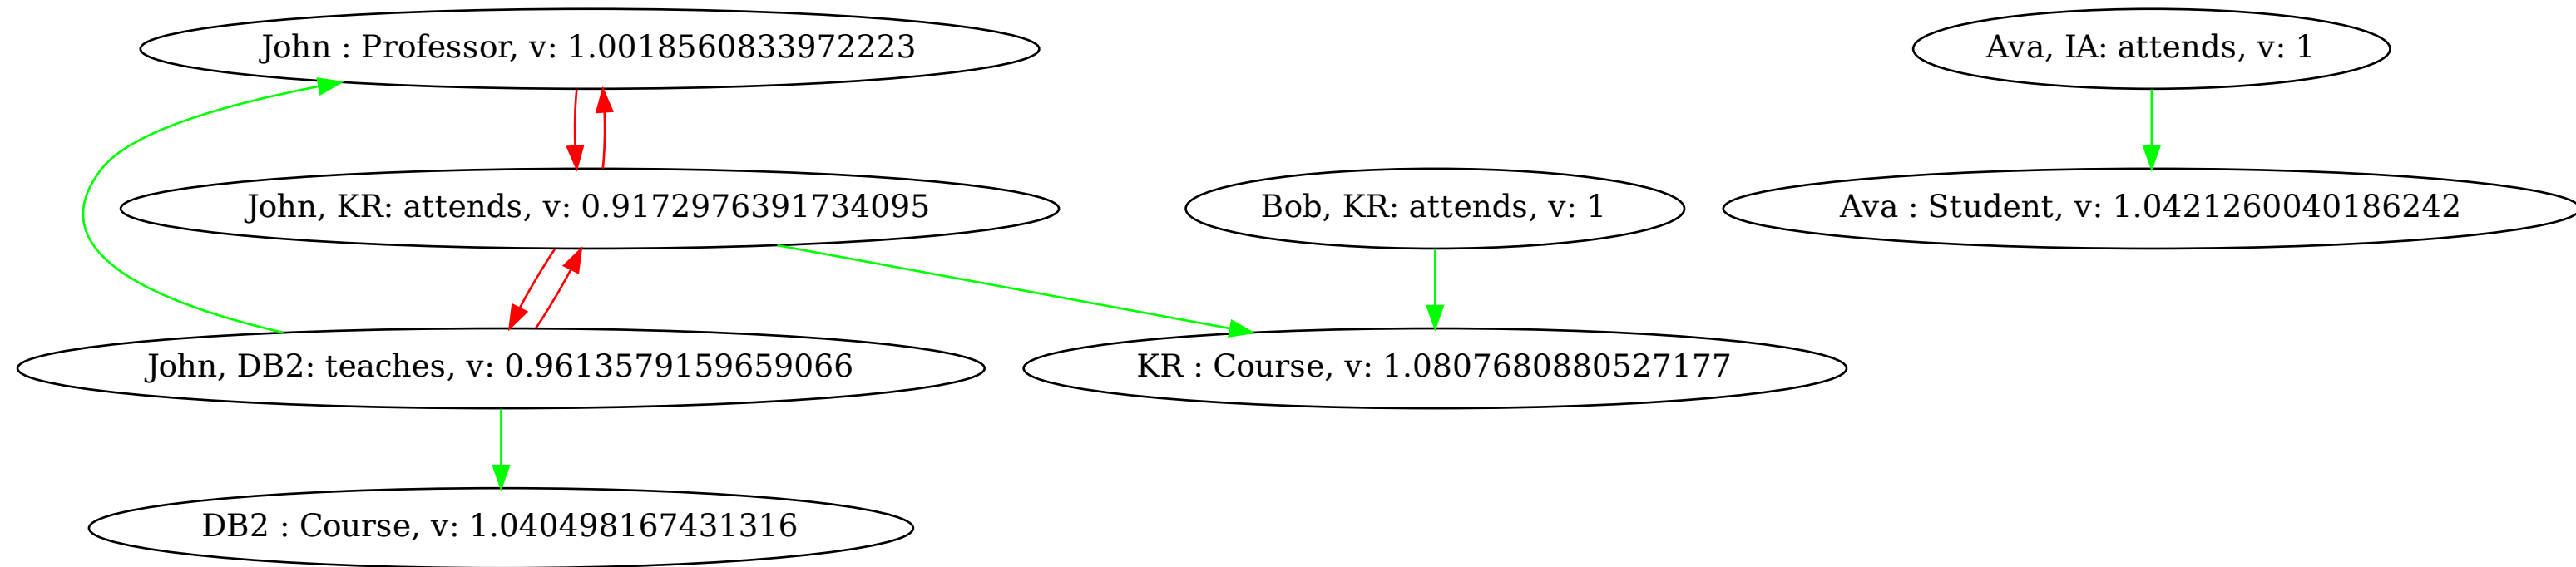 John : Professor, v: 1.0018560833972223
Ava, IA: attends, v: 1
John, KR: attends, v: 0.9172976391734095
Bob, KR: attends, v: 1
Ava : Student, v: 1.0421260040186242
John, DB2: teaches, v: 0.9613579159659066
KR : Course, v: 1.0807680880527177
DB2 : Course, v: 1.040498167431316